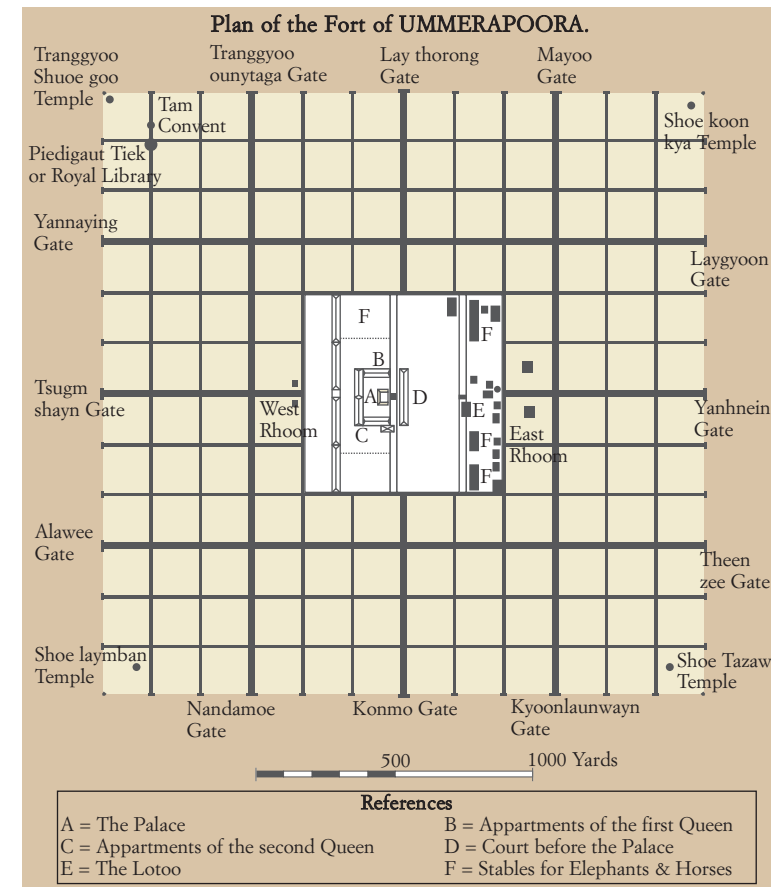 Plan of the Fort of UMMERAPOORA.
Tranggyoo
Shuoe goo
Temple
Tranggyoo
ounytaga Gate
Lay thorong
Gate
Mayoo
Gate
Tam
Convent
Shoe koon
kya Temple
Piedigaut Tiek
or Royal Library
Yannaying
Gate
Laygyoon
Gate
F
F
B
A
D
C
E
F
F
Tsugm
shayn Gate
West
Rhoom
East
Rhoom
Yanhnein
Gate
Alawee
Gate
Theen
zee Gate
Shoe laymban
Temple
Shoe Tazaw
Temple
Nandamoe
Gate
Konmo Gate
Kyoonlaunwayn
Gate
500
1000 Yards
References
A = The Palace
B = Appartments of the first Queen
C = Appartments of the second Queen
D = Court before the Palace
E = The Lotoo
F = Stables for Elephants & Horses